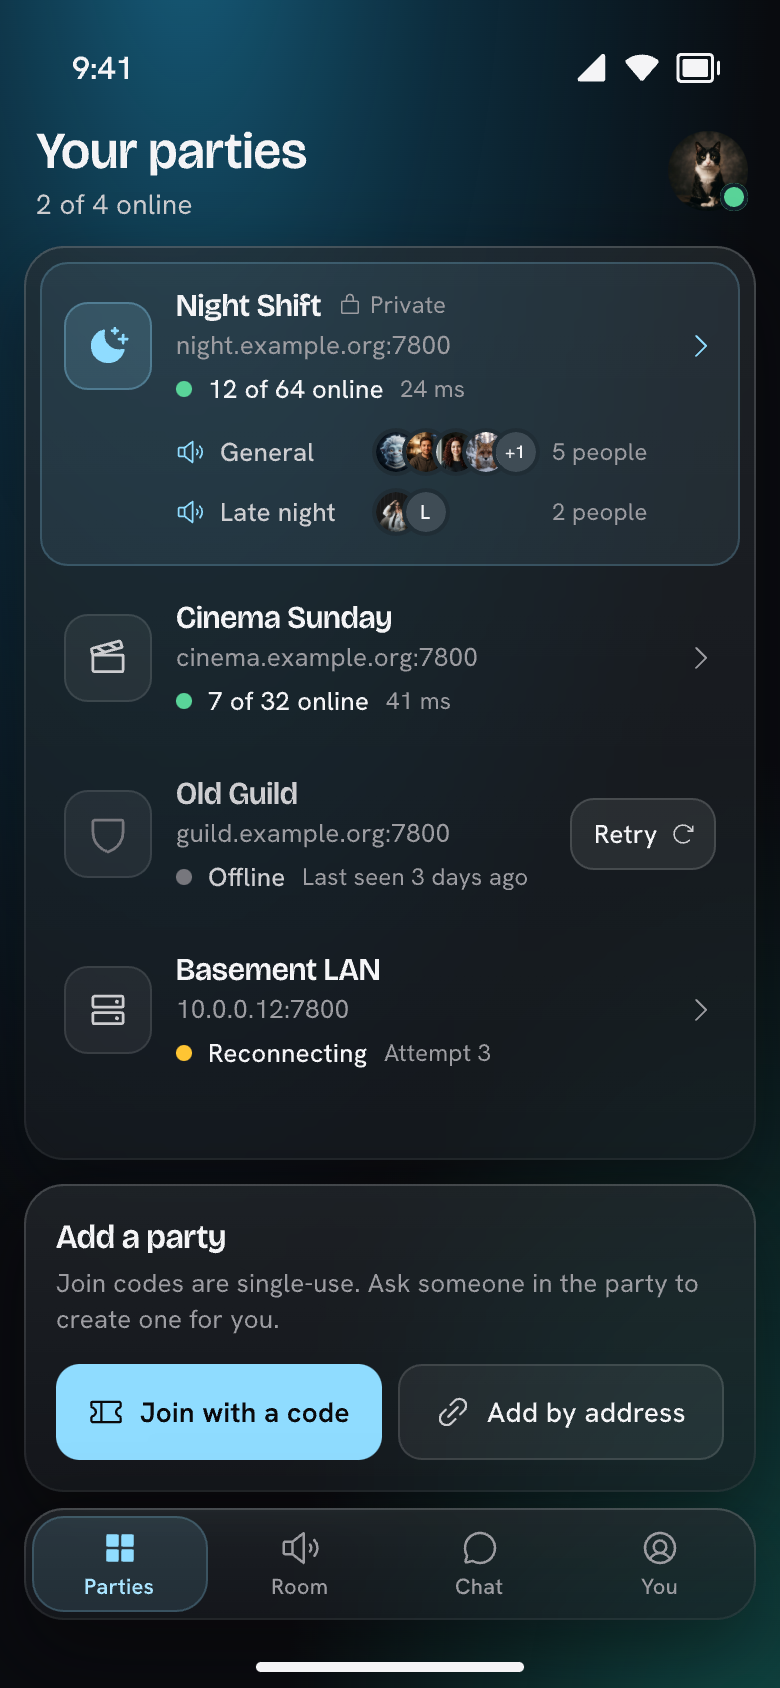 9:41
Your parties
2 of 4 online
Night Shift Private
night.example.org:7800
12 of 64 online 24 ms
General +1 5 people
Late night L 2 people
Cinema Sunday
cinema.example.org:7800
7 of 32 online 41 ms
Old Guild
guild.example.org:7800
Retry
Offline Last seen 3 days ago
Basement LAN
10.0.0.12:7800
Reconnecting Attempt 3
Add a party
Join codes are single-use. Ask someone in the party to
create one for you.
Join with a code Add by address
Parties Room Chat You